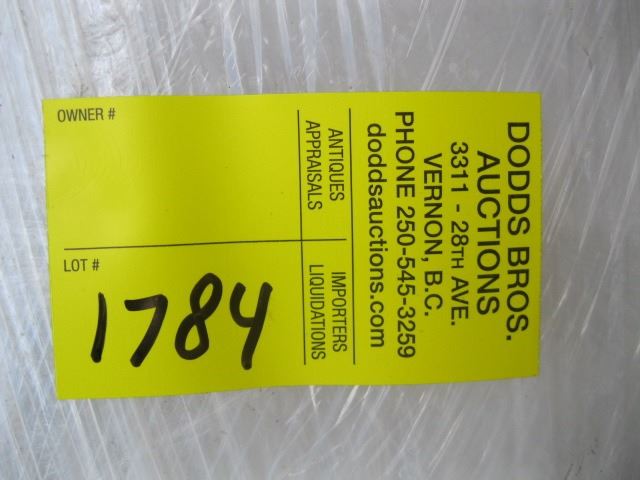 DODDS BROS.
AUCTIONS
3311 - 28TH AVE.
VERNON, B.C.
PHONE 250-545-3259
doddsauctions.com
ANTIQUES
APPRAISALS
IMPORTERS
LIQUIDATIONS
OWNER #
LOT #
1784